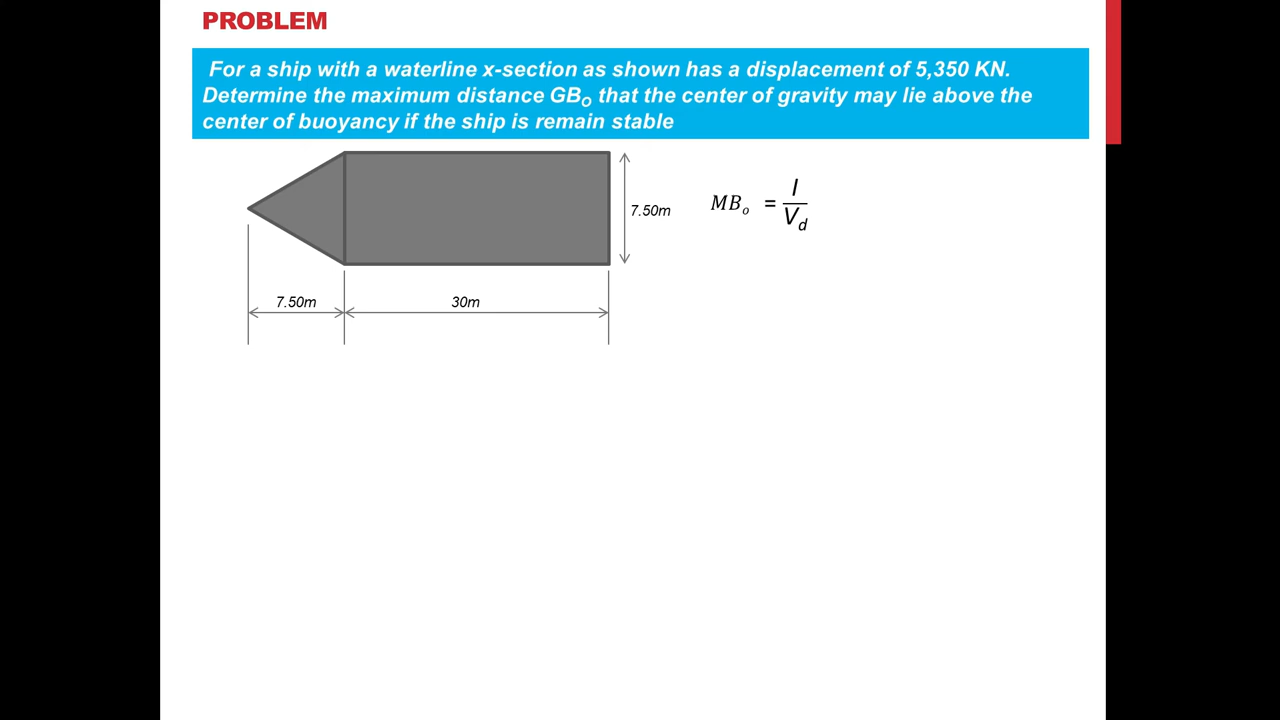 PROBLEM
For a ship with a waterline x-section as shown has a displacement of 5,350 KN.
Determine the maximum distance GBO that the center of gravity may lie above the
center of buoyancy if the ship is remain stable
7.50m
MBo = I/Vd
7.50m
30m